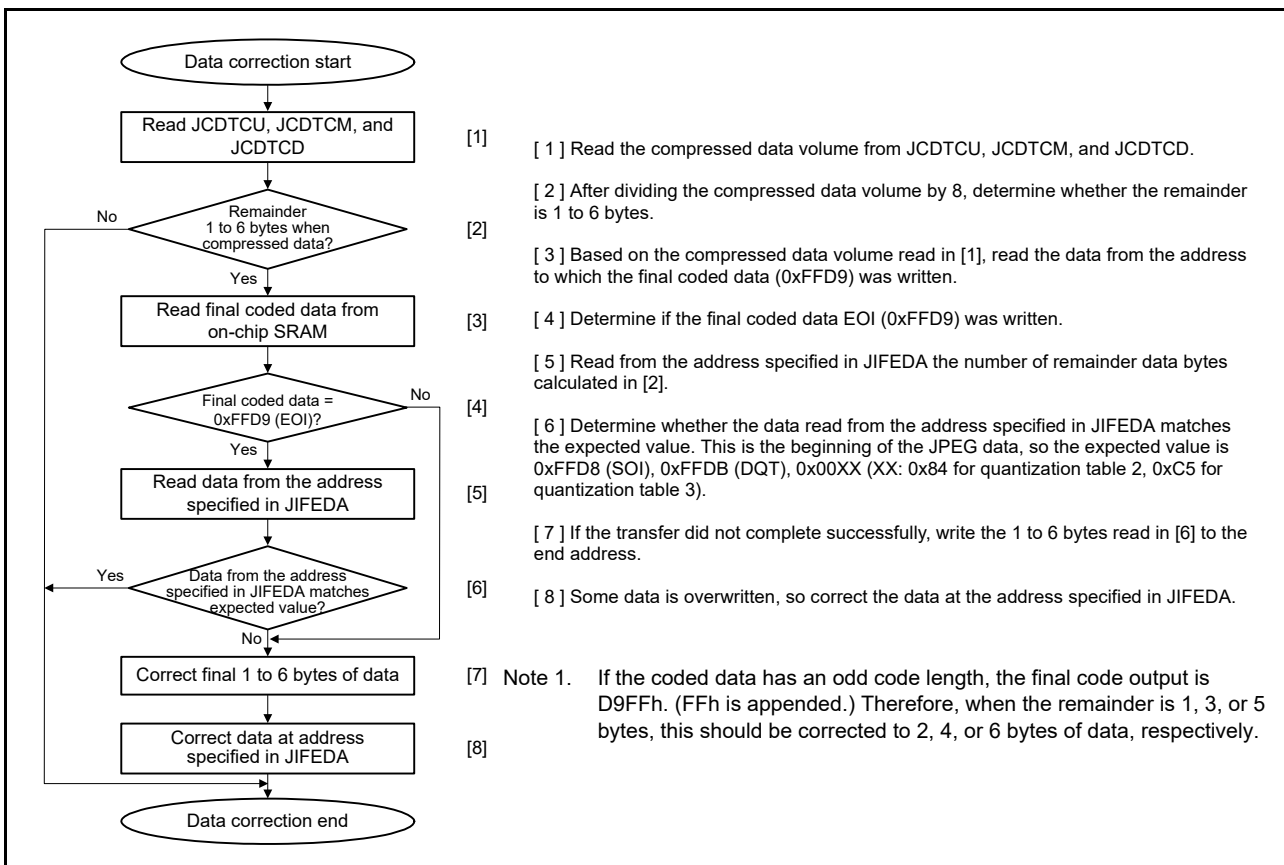 Data correction start
Read JCDTCU, JCDTCM, and
JCDTCD
[1]
Remainder
1 to 6 bytes when
compressed data?
No
[2]
Yes
Read final coded data from
on-chip SRAM
[3]
Final coded data =
0xFFD9 (EOI)?
No
[4]
Yes
Read data from the address
specified in JIFEDA
[5]
Yes
Data from the address
specified in JIFEDA matches
expected value?
[6]
No
Correct final 1 to 6 bytes of data
[7]
Correct data at address
specified in JIFEDA
[8]
Data correction end
[ 1 ] Read the compressed data volume from JCDTCU, JCDTCM, and JCDTCD.
[ 2 ] After dividing the compressed data volume by 8, determine whether the remainder
is 1 to 6 bytes.
[ 3 ] Based on the compressed data volume read in [1], read the data from the address
to which the final coded data (0xFFD9) was written.
[ 4 ] Determine if the final coded data EOI (0xFFD9) was written.
[ 5 ] Read from the address specified in JIFEDA the number of remainder data bytes
calculated in [2].
[ 6 ] Determine whether the data read from the address specified in JIFEDA matches
the expected value. This is the beginning of the JPEG data, so the expected value is
0xFFD8 (SOI), 0xFFDB (DQT), 0x00XX (XX: 0x84 for quantization table 2, 0xC5 for
quantization table 3).
[ 7 ] If the transfer did not complete successfully, write the 1 to 6 bytes read in [6] to the
end address.
[ 8 ] Some data is overwritten, so correct the data at the address specified in JIFEDA.
Note 1. If the coded data has an odd code length, the final code output is
D9FFh. (FFh is appended.) Therefore, when the remainder is 1, 3, or 5
bytes, this should be corrected to 2, 4, or 6 bytes of data, respectively.